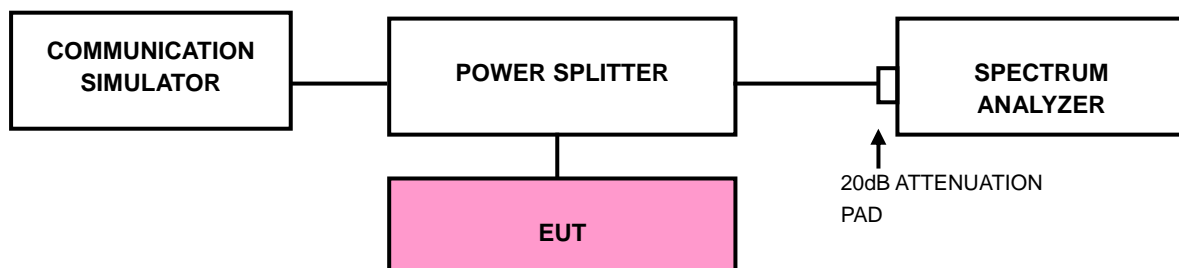 COMMUNICATION
SIMULATOR
POWER SPLITTER
SPECTRUM
ANALYZER
20dB ATTENUATION
PAD
EUT